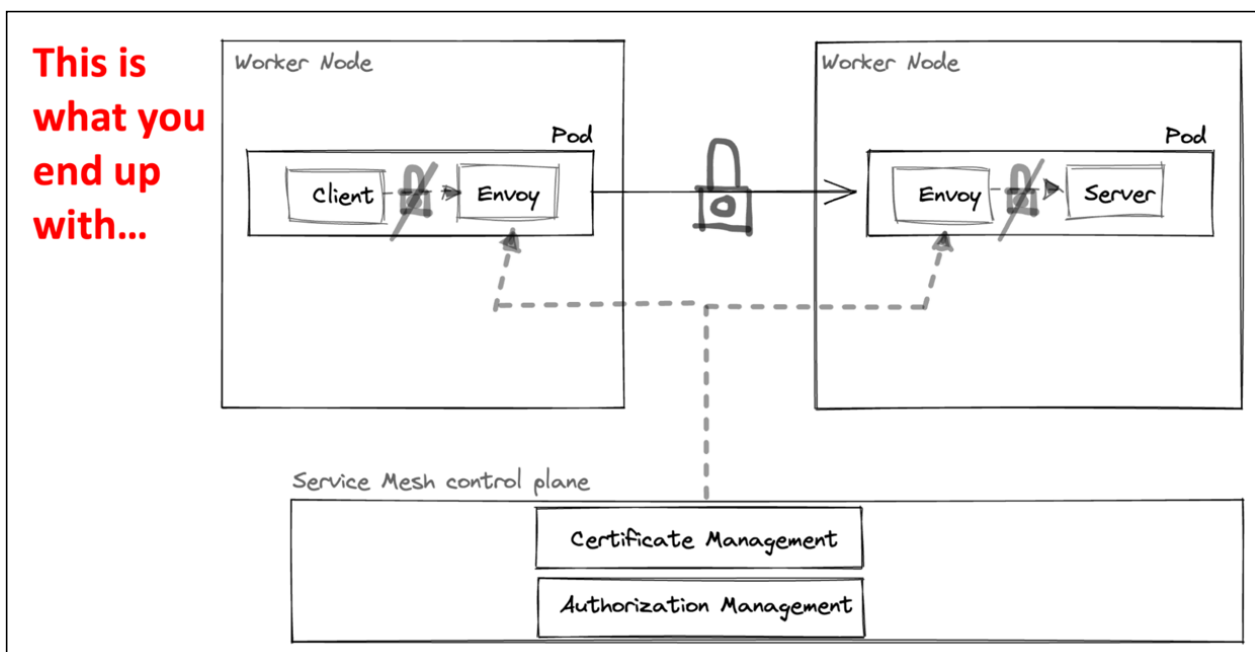 This is
what you
end up
with...
Worker Node
Pod
Client
Envoy
Worker Node
Pod
Envoy
Server
Service Mesh control plane
Certificate Management
Authorization Management